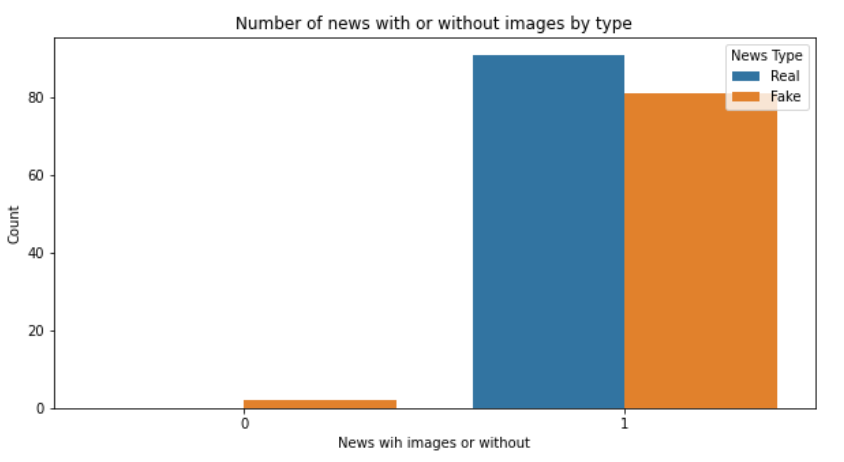 Number of news with or without images by type
News Type
Real
Fake
80
60
40
20
0
Count
0 1
News wih images or without